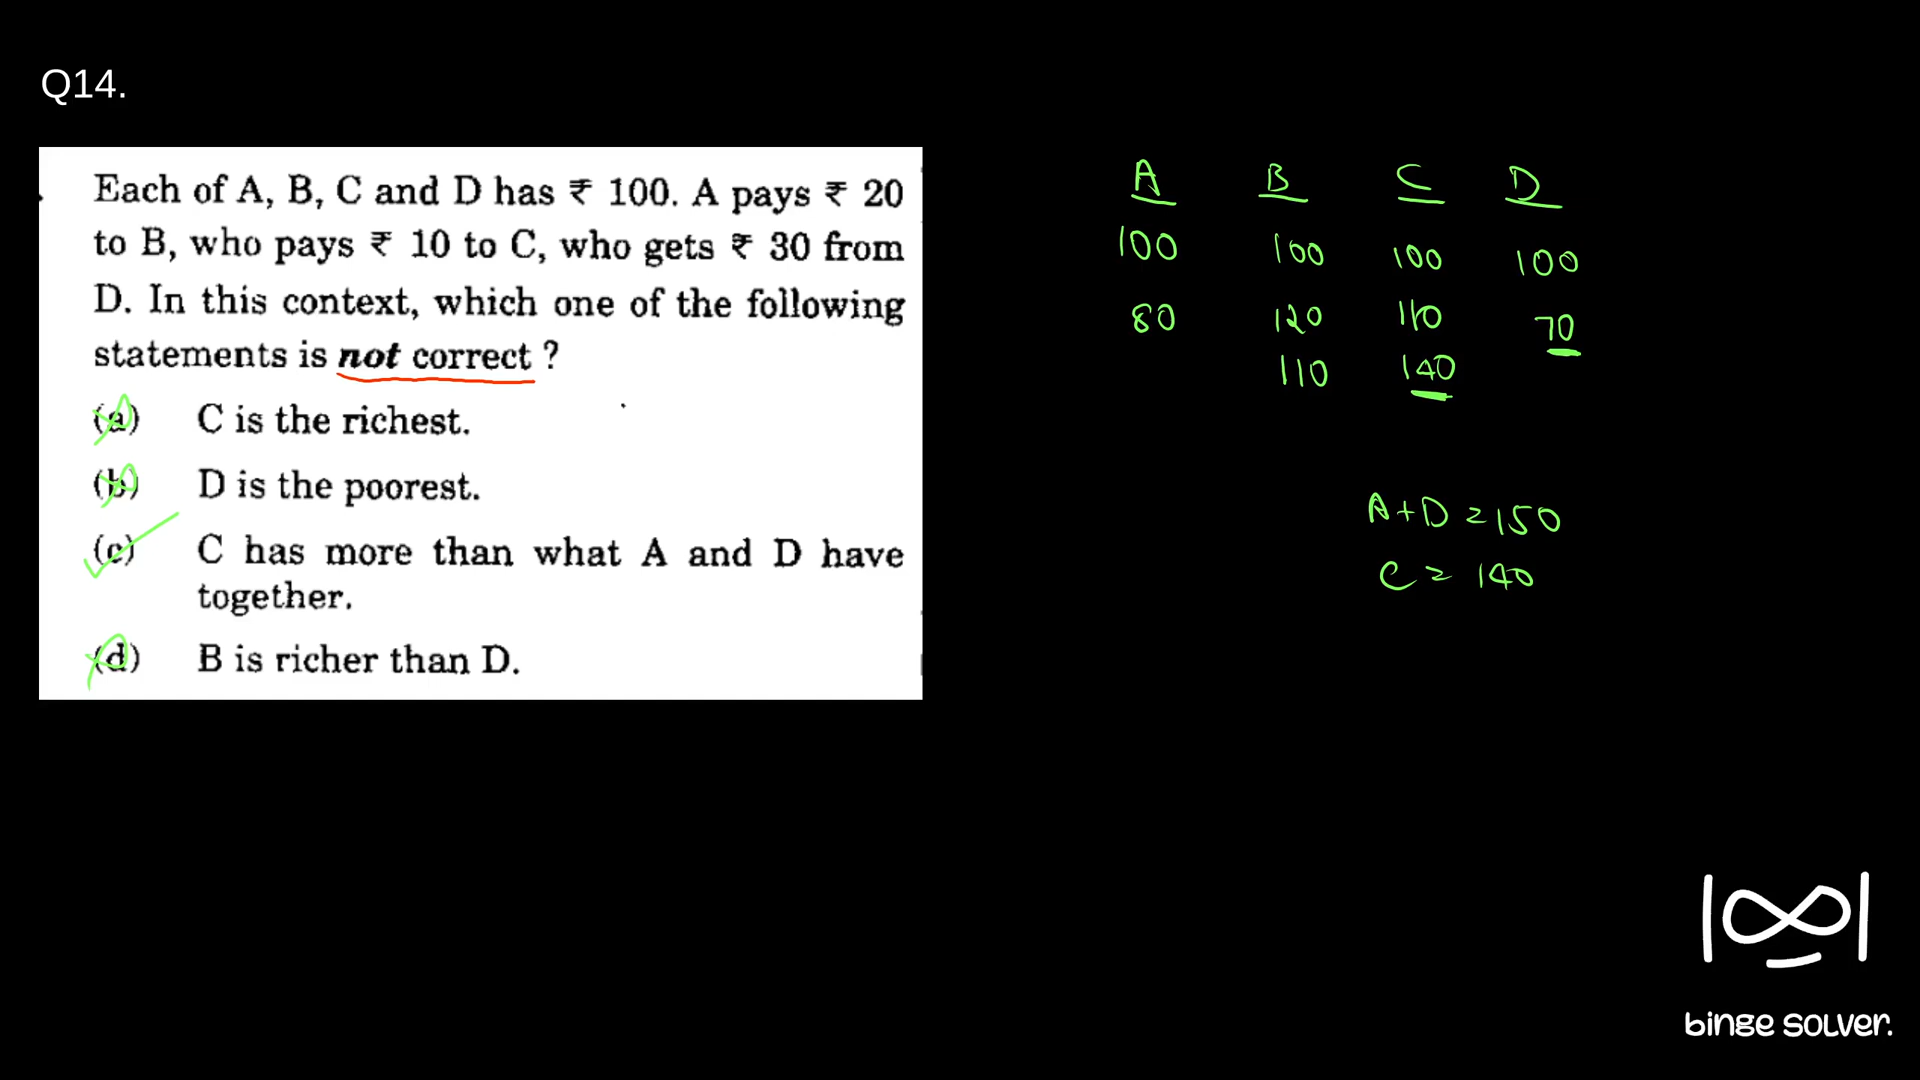 Q14.
Each of A, B, C and D has ₹ 100. A pays ₹ 20
to B, who pays ₹ 10 to C, who gets ₹ 30 from
D. In this context, which one of the following
statements is not correct ?
(a) C is the richest.
(b) D is the poorest.
(c) C has more than what A and D have
together.
(d) B is richer than D.
A B C D
100 100 100 100
80 120 110 70
110 140
A+D = 150
C = 140
binge solver.